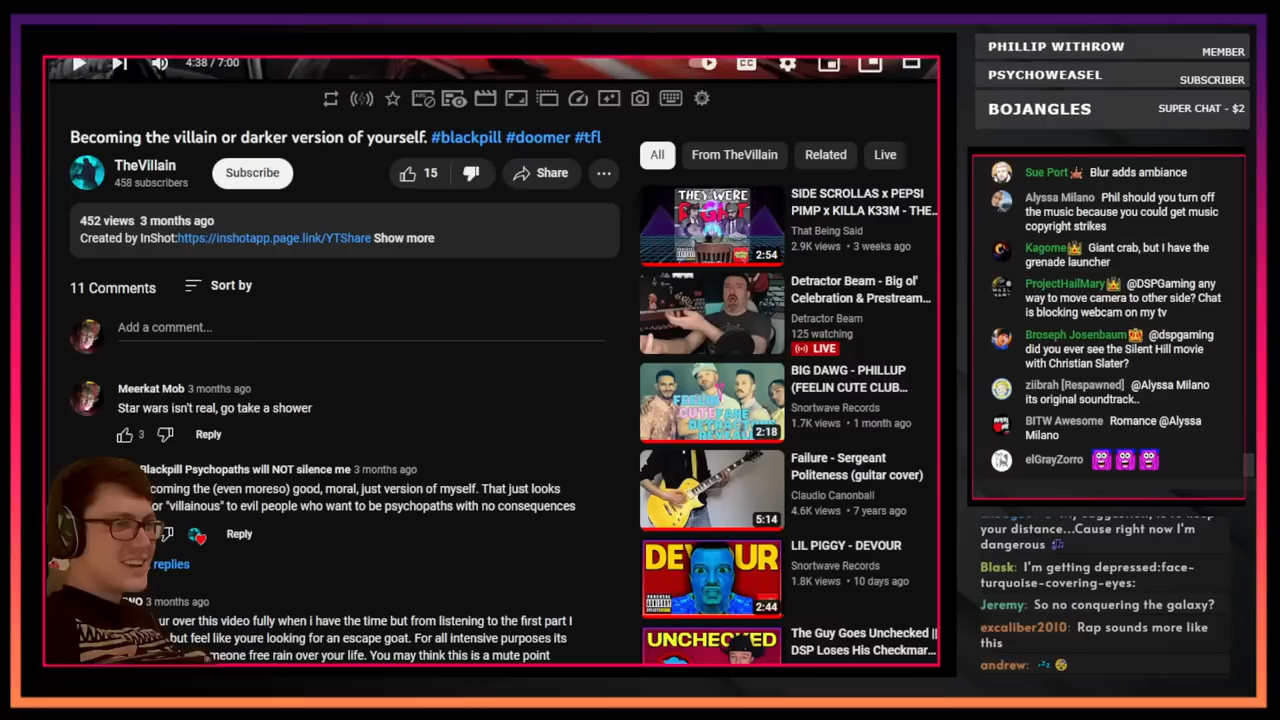 4:38 / 7:00
CC
Becoming the villain or darker version of yourself. #blackpill #doomer #tfl
TheVillain
458 subscribers
Subscribe
15
Share
452 views 3 months ago
Created by InShot:https://inshotapp.page.link/YTShare Show more
11 Comments
Sort by
Add a comment...
Meerkat Mob 3 months ago
Star wars isn't real, go take a shower
3
Reply
Blackpill Psychopaths will NOT silence me 3 months ago
coming the (even moreso) good, moral, just version of myself. That just looks
or "villainous" to evil people who want to be psychopaths with no consequences
Reply
replies
3 months ago
ur over this video fully when i have the time but from listening to the first part I
but feel like youre looking for an escape goat. For all intensive purposes its
meone free rain over your life. You may think this is a mute point
All
From TheVillain
Related
Live
THEY WERE
RIGHT
2:54
SIDE SCROLLAS x PEPSI
PIMP x KILLA K33M - THE...
That Being Said
2.9K views • 3 weeks ago
Detractor Beam - Big ol'
Celebration & Prestream...
Detractor Beam
125 watching
LIVE
FEELIN
CUTE FAKE
DETRACTOR
REVEAL
2:18
BIG DAWG - PHILLUP
(FEELIN CUTE CLUB...
Snortwave Records
1.7K views • 1 month ago
5:14
Failure - Sergeant
Politeness (guitar cover)
Claudio Canonball
4.6K views • 7 years ago
DEVOUR
2:44
LIL PIGGY - DEVOUR
Snortwave Records
1.8K views • 10 days ago
UNCHECKED
The Guy Goes Unchecked ||
DSP Loses His Checkmar...
PHILLIP WITHROW
MEMBER
PSYCHOWEASEL
SUBSCRIBER
BOJANGLES
SUPER CHAT - $2
Sue Port Blur adds ambiance
Alyssa Milano Phil should you turn off
the music because you could get music
copyright strikes
Kagome Giant crab, but I have the
grenade launcher
ProjectHailMary @DSPGaming any
way to move camera to other side? Chat
is blocking webcam on my tv
Broseph Josenbaum @dspgaming
did you ever see the Silent Hill movie
with Christian Slater?
ziibrah [Respawned] @Alyssa Milano
its original soundtrack..
BITW Awesome Romance @Alyssa
Milano
elGrayZorro
your distance...Cause right now I'm
dangerous
Blask: I'm getting depressed:face-
turquoise-covering-eyes:
Jeremy: So no conquering the galaxy?
excaliber2010: Rap sounds more like
this
andrew: